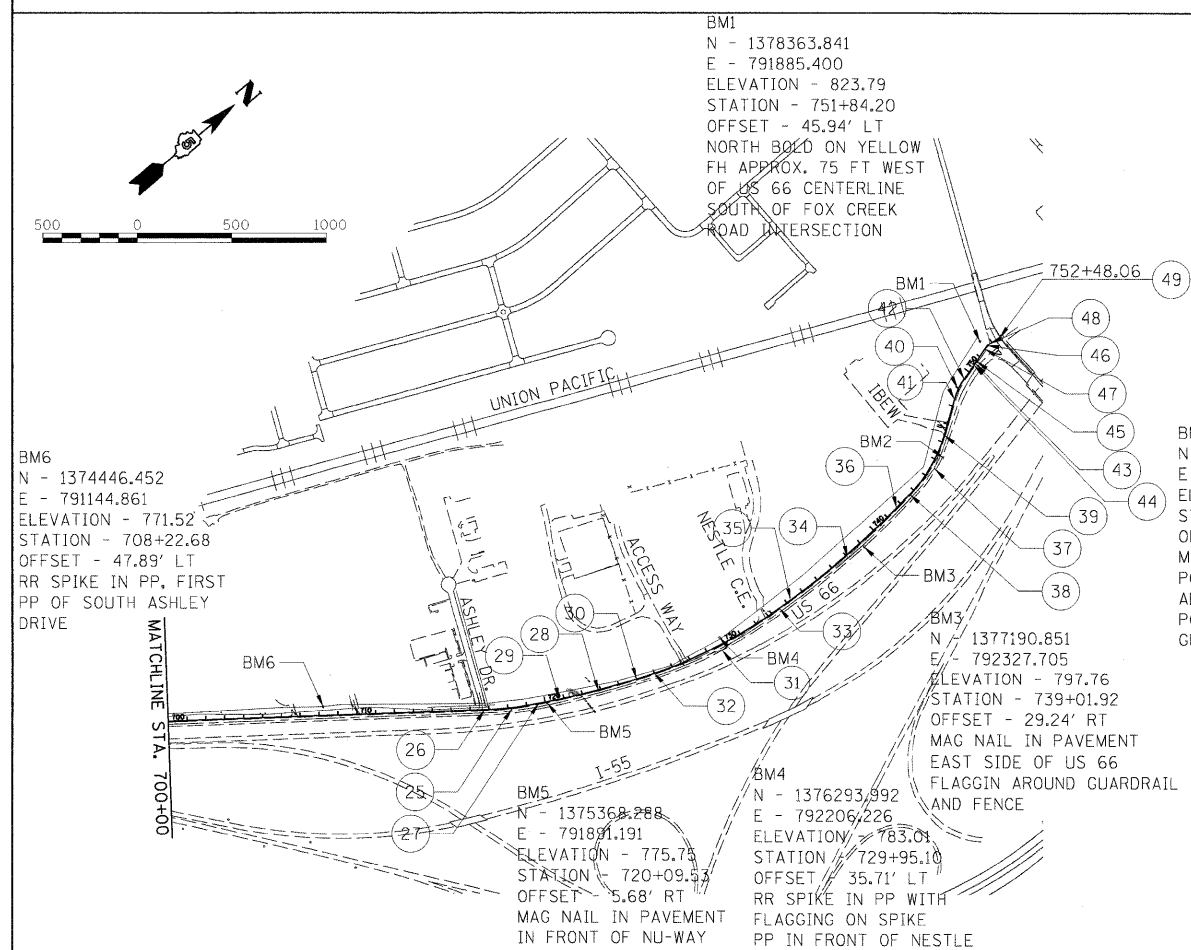 BM1
N - 1378363.841
E - 791885.400
ELEVATION - 823.79
STATION - 751+84.20
OFFSET - 45.94' LT
NORTH BOLD ON YELLOW
FH APPROX. 75 FT WEST
OF US 66 CENTERLINE
SOUTH OF FOX CREEK
ROAD INTERSECTION
N
500 0 500 1000
752+48.06
49
BM1
42
48
40
46
41
47
IBEW
45
UNION PACIFIC
BM2
43
36
44
BM6
N - 1374446.452
E - 791144.861
ELEVATION - 771.52
STATION - 708+22.68
OFFSET - 47.89' LT
RR SPIKE IN PP. FIRST
PP OF SOUTH ASHLEY
DRIVE
MATCHLINE STA. 700+00
39
37
38
35
34
NESTLE C.E.
ACCESS WAY
740
750
BM3
US 66
33
30
28
29
ASHLEY DR.
730
BM4
31
32
BM6
700
710
720
BM5
26
25
27
I-55
BM3
N - 1377190.851
E - 792327.705
ELEVATION - 797.76
STATION - 739+01.92
OFFSET - 29.24' RT
MAG NAIL IN PAVEMENT
EAST SIDE OF US 66
FLAGGIN AROUND GUARDRAIL
AND FENCE
BM5
N - 1375368.288
E - 791891.191
ELEVATION - 775.75
STATION - 720+09.53
OFFSET - 5.68' RT
MAG NAIL IN PAVEMENT
IN FRONT OF NU-WAY
BM4
N - 1376293.992
E - 792206.226
ELEVATION - 783.01
STATION - 729+95.10
OFFSET - 35.71' LT
RR SPIKE IN PP WITH
FLAGGING ON SPIKE
PP IN FRONT OF NESTLE